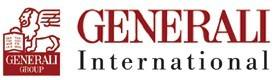 GENERALI
GROUP
GENERALI
International